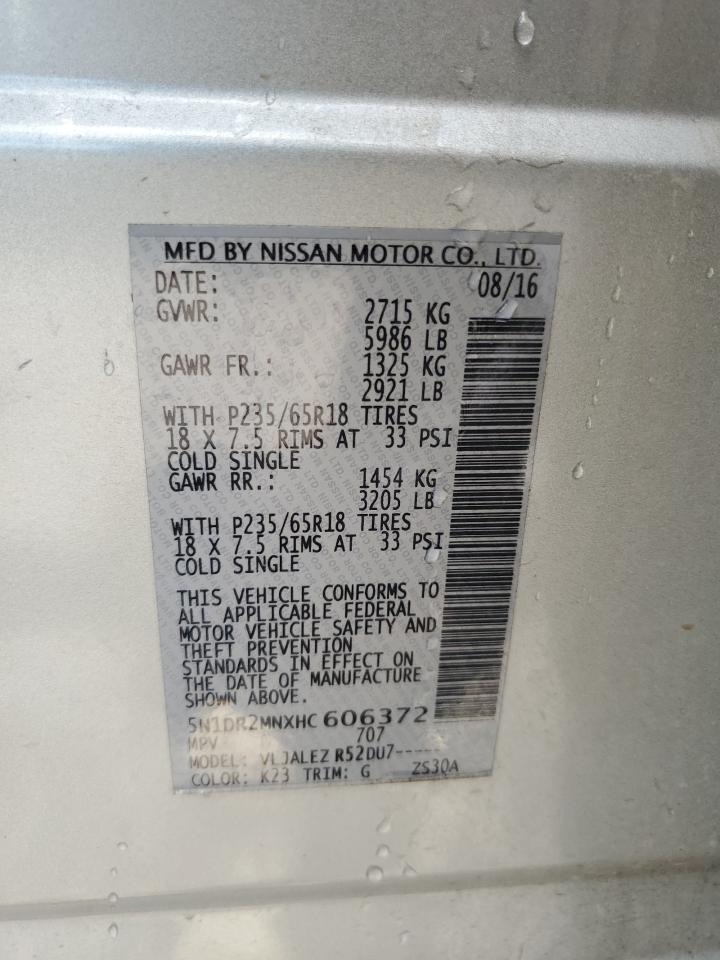 MFD BY NISSAN MOTOR CO., LTD.
DATE: 08/16
GVWR: 2715 KG
5986 LB
GAWR FR.: 1325 KG
2921 LB
WITH P235/65R18 TIRES
18 X 7.5 RIMS AT 33 PSI
COLD SINGLE
GAWR RR.: 1454 KG
3205 LB
WITH P235/65R18 TIRES
18 X 7.5 RIMS AT 33 PSI
COLD SINGLE
THIS VEHICLE CONFORMS TO
ALL APPLICABLE FEDERAL
MOTOR VEHICLE SAFETY AND
THEFT PREVENTION
STANDARDS IN EFFECT ON
THE DATE OF MANUFACTURE
SHOWN ABOVE.
5N1DR2MNXHC 606372
MPV 707
MODEL: VLJALEZ R52DU7-----
COLOR: K23 TRIM: G ZS30A